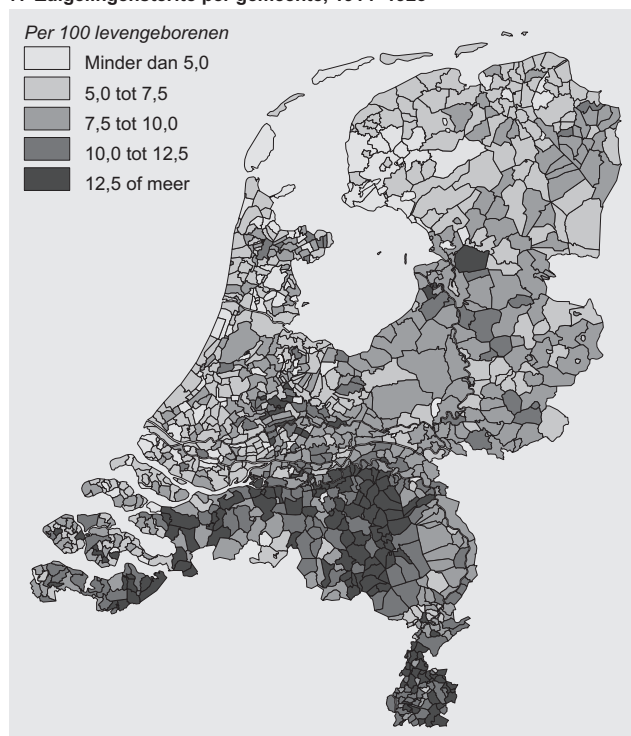 Per 100 levengeborenen
Minder dan 5,0
5,0 tot 7,5
7,5 tot 10,0
10,0 tot 12,5
12,5 of meer